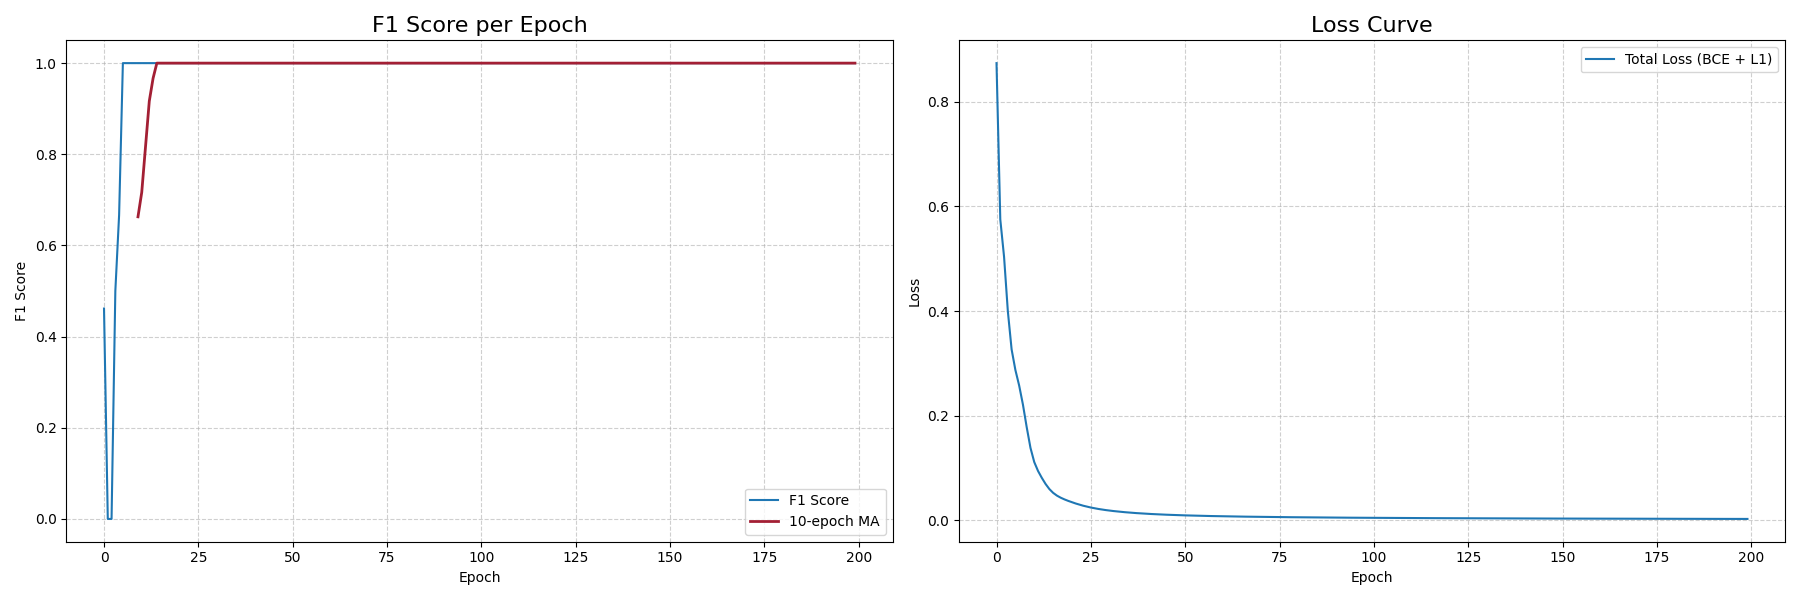 F1 Score per Epoch
F1 Score
1.0
0.8
0.6
0.4
0.2
0.0
F1 Score
10-epoch MA
0 25 50 75 100 125 150 175 200
Epoch
Loss Curve
Loss
0.8
0.6
0.4
0.2
0.0
Total Loss (BCE + L1)
0 25 50 75 100 125 150 175 200
Epoch